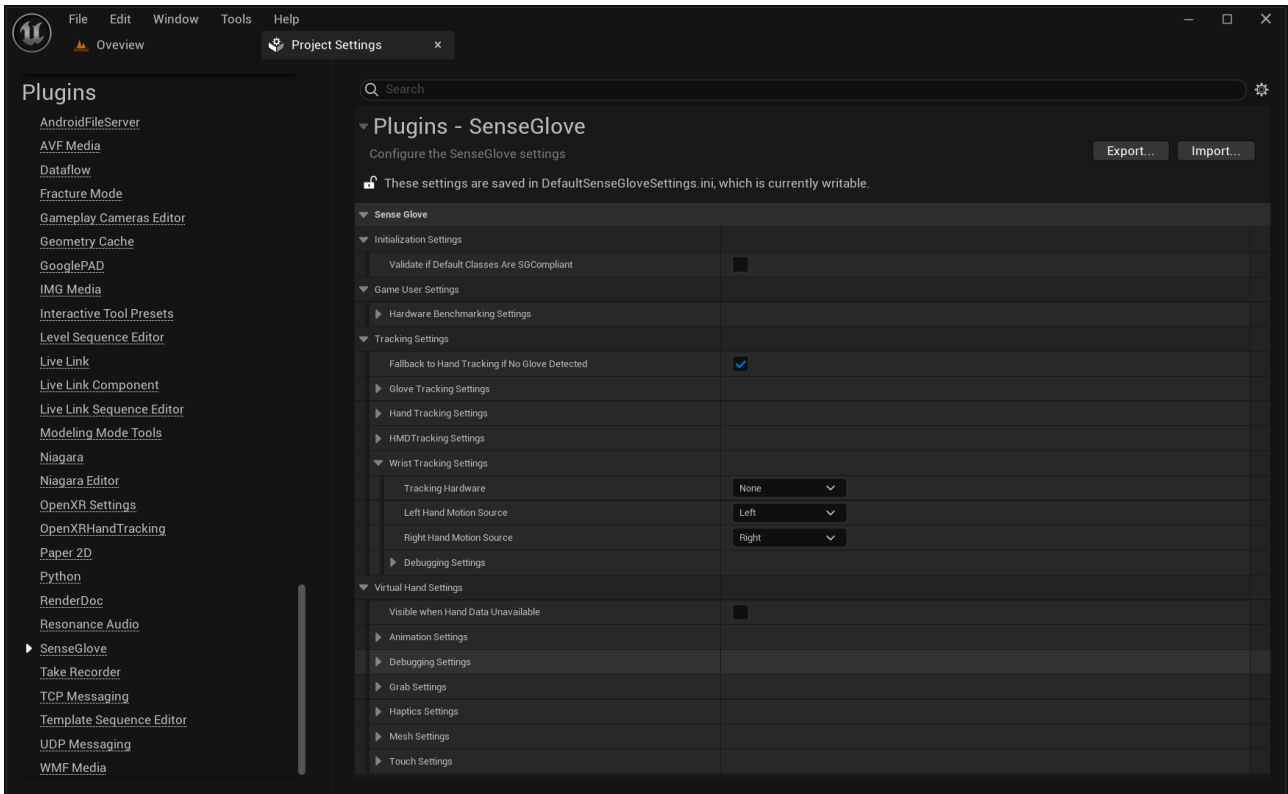 File Edit Window Tools Help
Oveview
Project Settings
Plugins
AndroidFileServer
AVF Media
Dataflow
Fracture Mode
Gameplay Cameras Editor
Geometry Cache
GooglePAD
IMG Media
Interactive Tool Presets
Level Sequence Editor
Live Link
Live Link Component
Live Link Sequence Editor
Modeling Mode Tools
Niagara
Niagara Editor
OpenXR Settings
OpenXRHandTracking
Paper 2D
Python
RenderDoc
Resonance Audio
SenseGlove
Take Recorder
TCP Messaging
Template Sequence Editor
UDP Messaging
WMF Media
Search
Plugins - SenseGlove
Configure the SenseGlove settings
Export... Import...
These settings are saved in DefaultSenseGloveSettings.ini, which is currently writable.
Sense Glove
Initialization Settings
Validate if Default Classes Are SGCompliant
Game User Settings
Hardware Benchmarking Settings
Tracking Settings
Fallback to Hand Tracking if No Glove Detected
Glove Tracking Settings
Hand Tracking Settings
HMDTracking Settings
Wrist Tracking Settings
Tracking Hardware None
Left Hand Motion Source Left
Right Hand Motion Source Right
Debugging Settings
Virtual Hand Settings
Visible when Hand Data Unavailable
Animation Settings
Debugging Settings
Grab Settings
Haptics Settings
Mesh Settings
Touch Settings